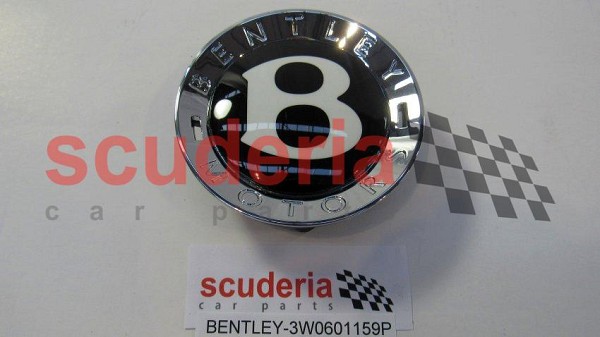 BENTLEY
B
MOTORS
scuderia
car parts
scuderia
car parts
BENTLEY-3W0601159P